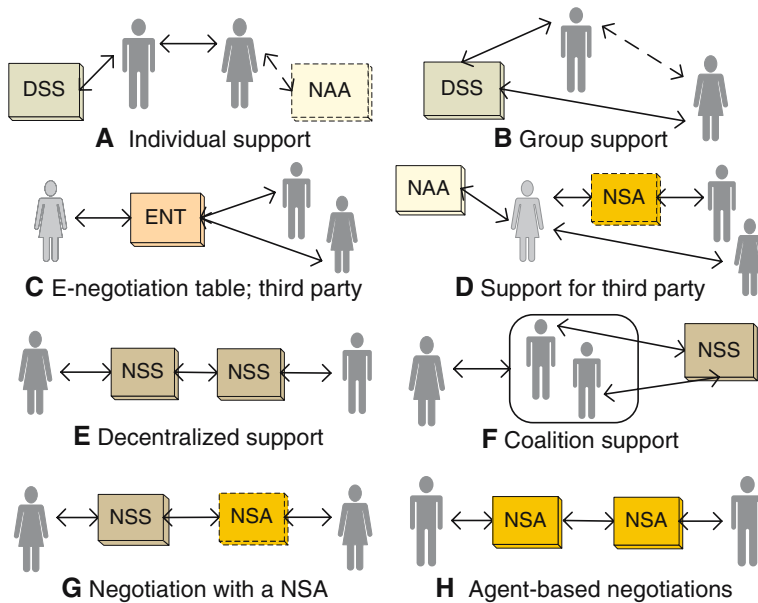 DSS
NAA
A Individual support
DSS
B Group support
ENT
C E-negotiation table; third party
NAA
NSA
D Support for third party
NSS
NSS
E Decentralized support
NSS
F Coalition support
NSS
NSA
G Negotiation with a NSA
NSA
NSA
H Agent-based negotiations